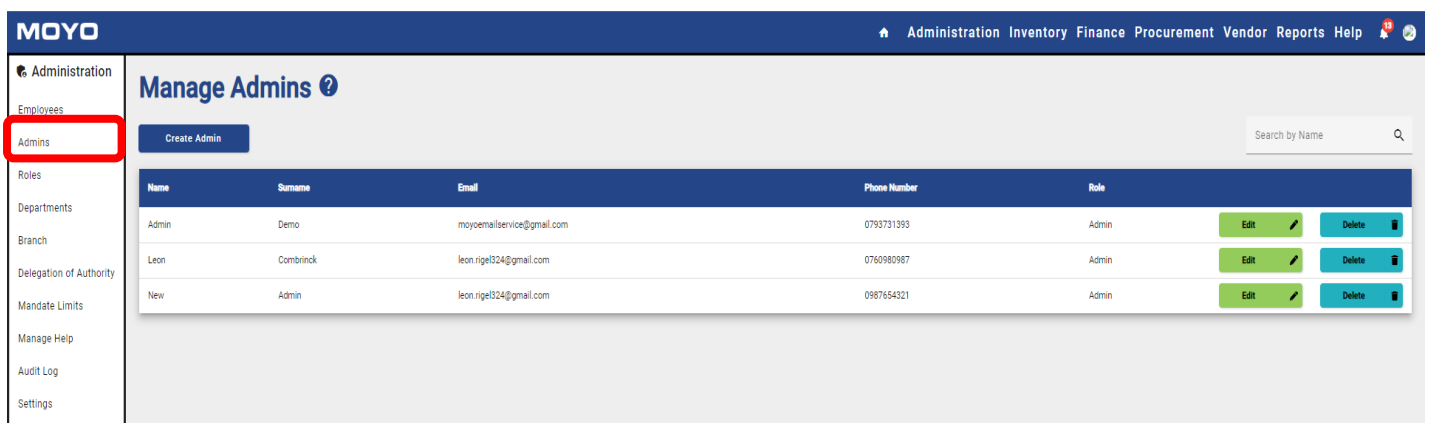 MOYO
Administration Inventory Finance Procurement Vendor Reports Help 13
Administration
Employees
Admins
Roles
Departments
Branch
Delegation of Authority
Mandate Limits
Manage Help
Audit Log
Settings
Manage Admins ?
Create Admin
Search by Name
Name Surname Email Phone Number Role
Admin Demo moyoemailservice@gmail.com 0793731393 Admin Edit Delete
Leon Combrinck leon.rigel324@gmail.com 0760980987 Admin Edit Delete
New Admin leon.rigel324@gmail.com 0987654321 Admin Edit Delete